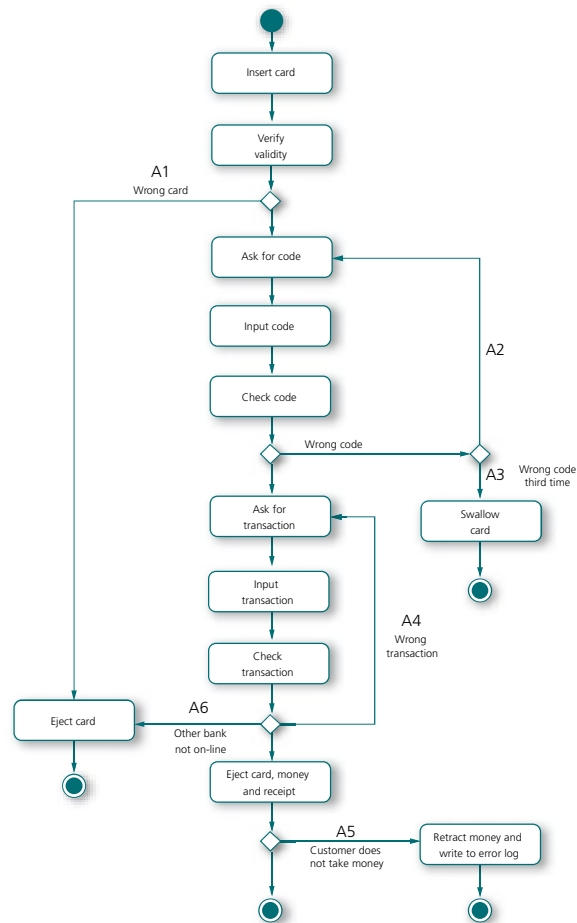 Insert card
Verify
validity
A1
Wrong card
Ask for code
Input code
A2
Check code
Wrong code
A3
Wrong code
third time
Ask for
transaction
Swallow
card
Input
transaction
A4
Wrong
transaction
Check
transaction
A6
Eject card
Other bank
not on-line
Eject card, money
and receipt
A5
Customer does
not take money
Retract money and
write to error log